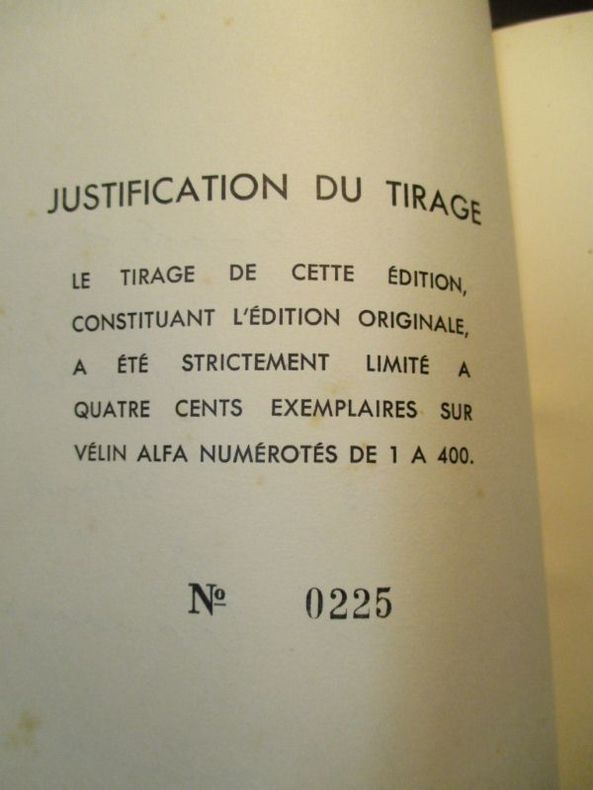 JUSTIFICATION DU TIRAGE
LE TIRAGE DE CETTE ÉDITION,
CONSTITUANT L'ÉDITION ORIGINALE,
A ÉTÉ STRICTEMENT LIMITÉ A
QUATRE CENTS EXEMPLAIRES SUR
VÉLIN ALFA NUMÉROTÉS DE 1 A 400.
Nº 0225